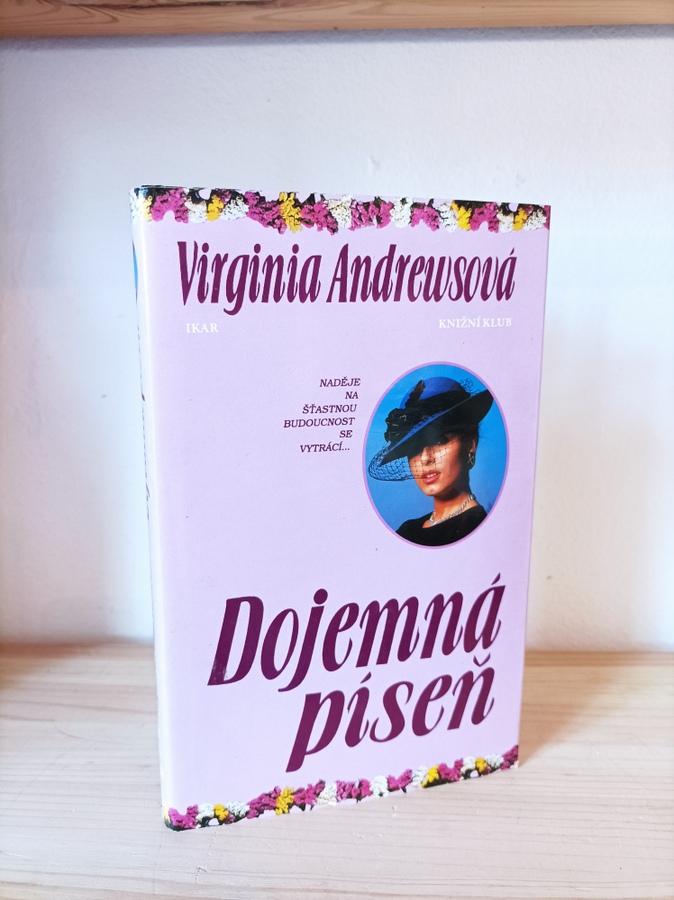 Virginia Andrewsová
IKAR KNIŽNÍ KLUB
NADĚJE
NA
ŠŤASTNOU
BUDOUCNOST
SE
VYTRÁCÍ...
Dojemná
píseň